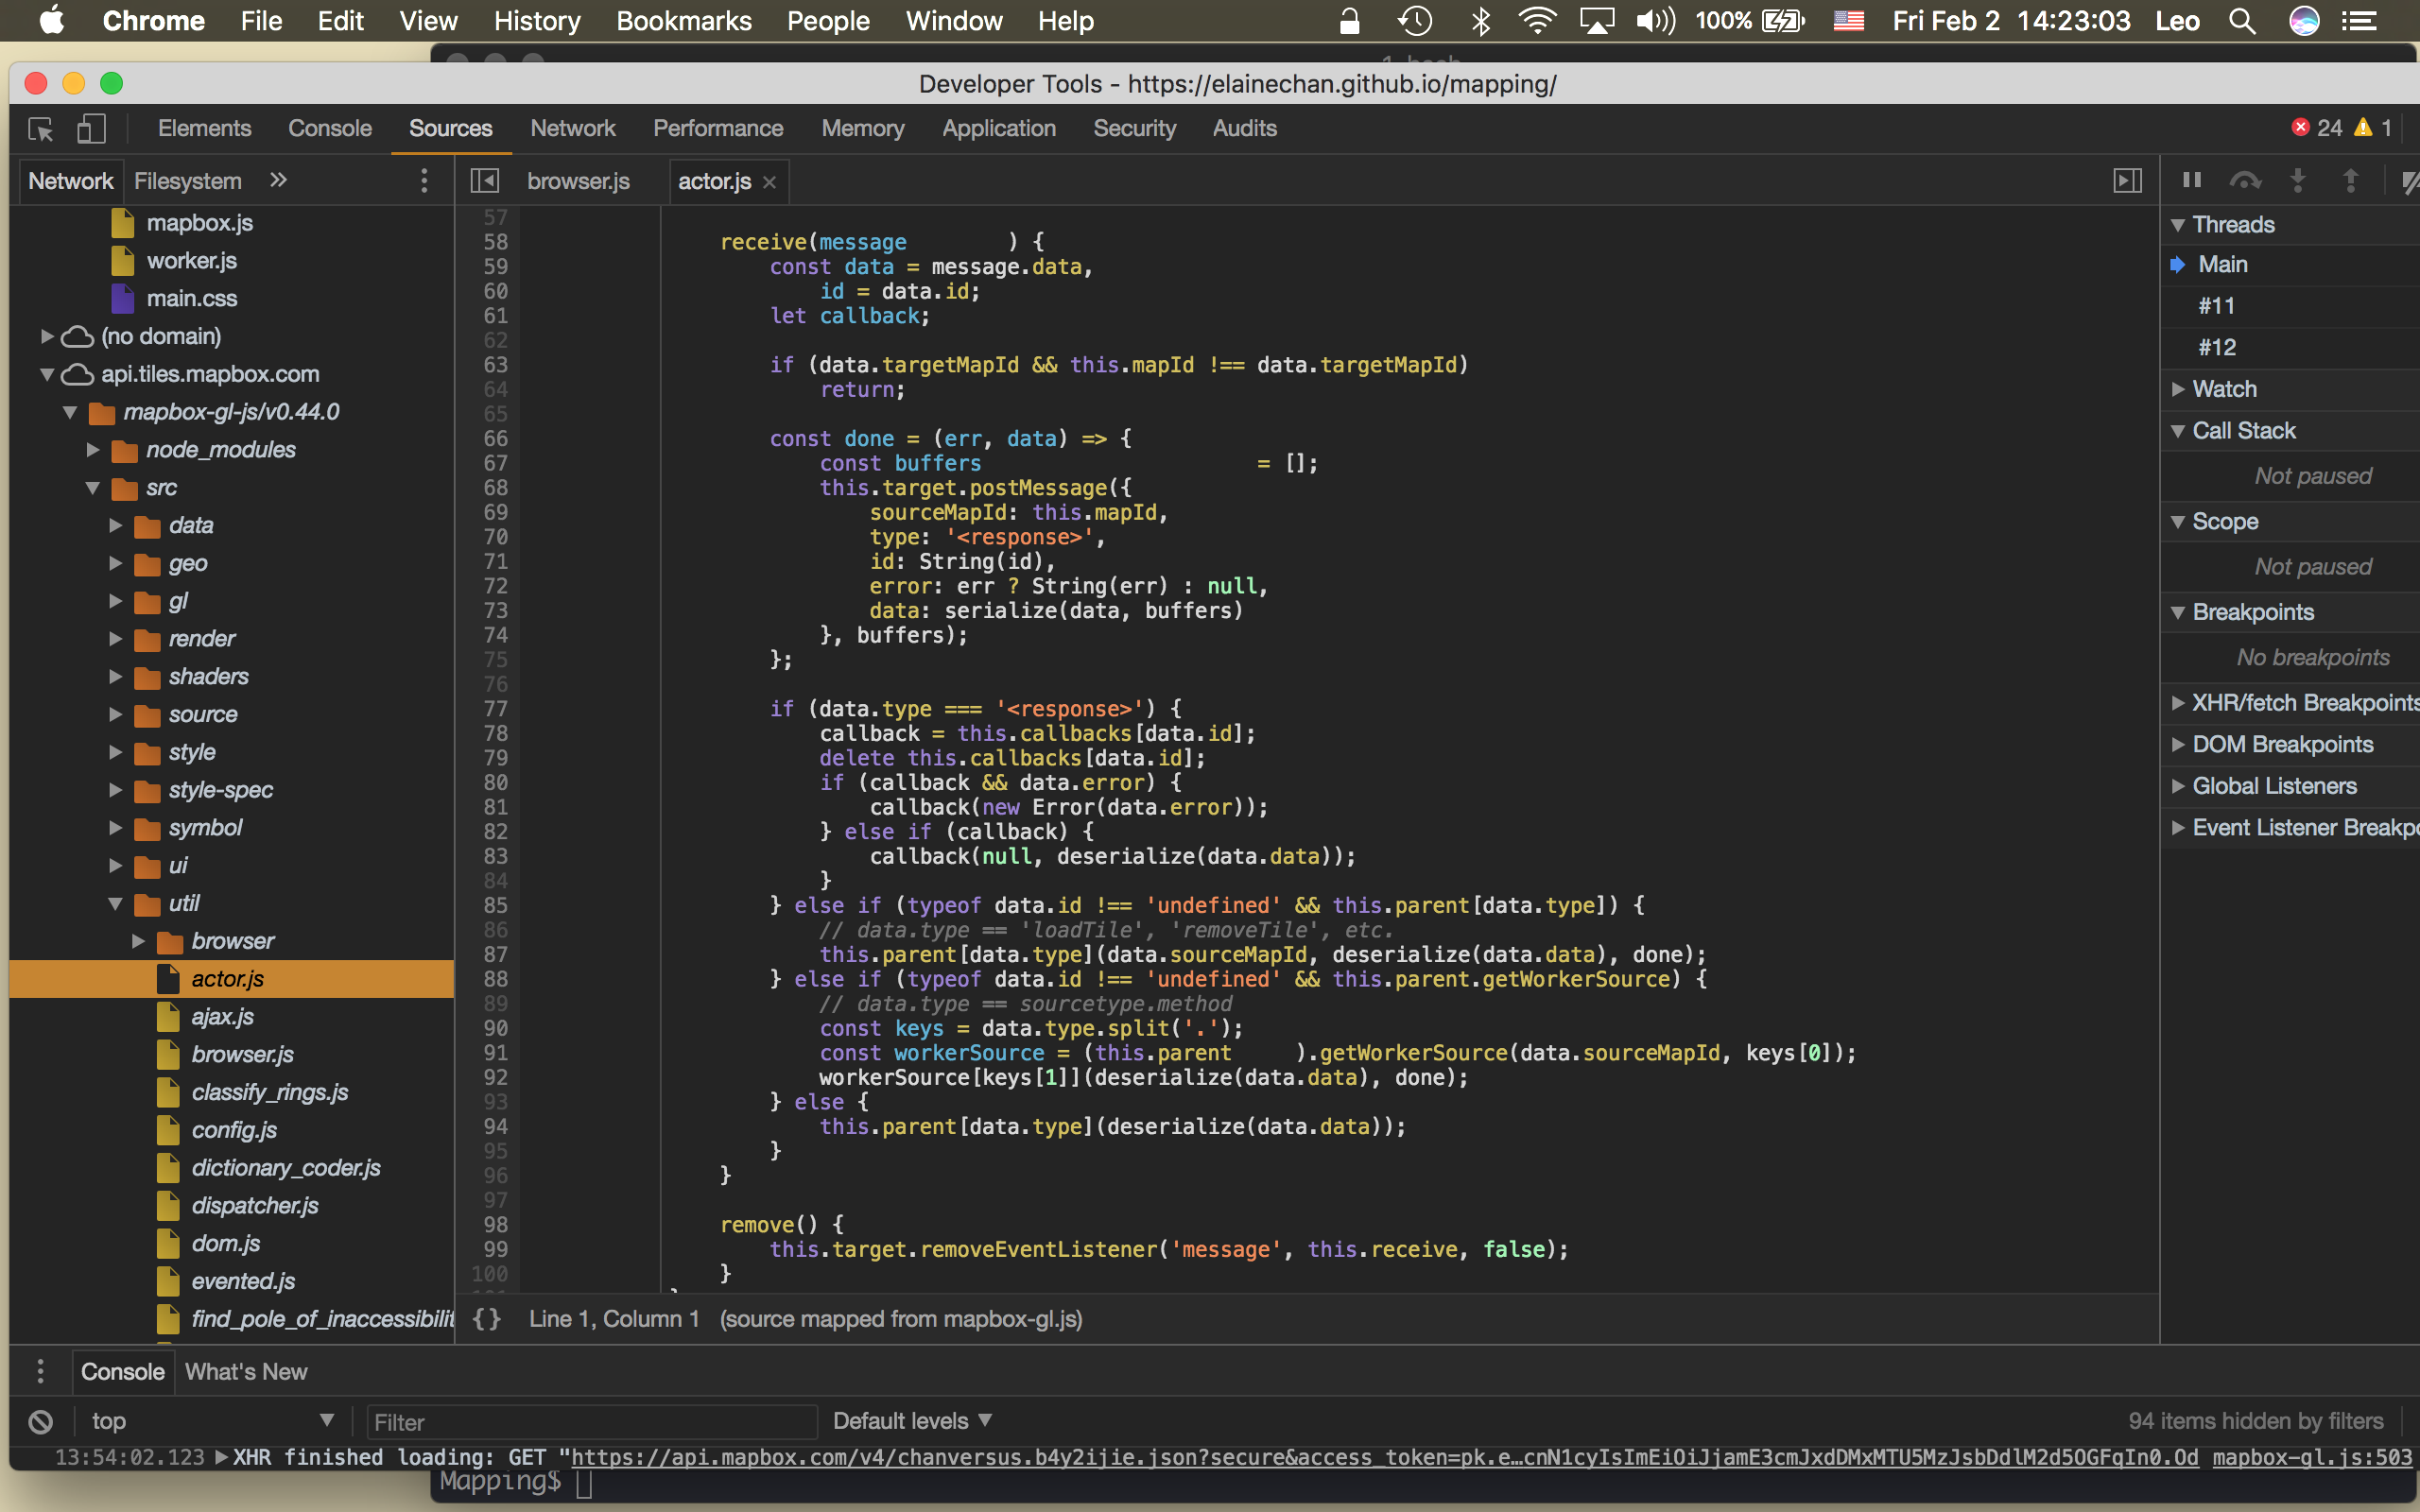 Chrome File Edit View History Bookmarks People Window Help 100% Fri Feb 2 14:23:03 Leo
Developer Tools - https://elainechan.github.io/mapping/
Elements Console Sources Network Performance Memory Application Security Audits 24 1
Network Filesystem » browser.js actor.js ×
mapbox.js
worker.js
main.css
(no domain)
api.tiles.mapbox.com
mapbox-gl-js/v0.44.0
node_modules
src
data
geo
gl
render
shaders
source
style
style-spec
symbol
ui
util
browser
actor.js
ajax.js
browser.js
classify_rings.js
config.js
dictionary_coder.js
dispatcher.js
dom.js
evented.js
find_pole_of_inaccessibilit
57
58 receive(message ) {
59 const data = message.data,
60 id = data.id;
61 let callback;
62
63 if (data.targetMapId && this.mapId !== data.targetMapId)
64 return;
65
66 const done = (err, data) => {
67 const buffers = [];
68 this.target.postMessage({
69 sourceMapId: this.mapId,
70 type: '<response>',
71 id: String(id),
72 error: err ? String(err) : null,
73 data: serialize(data, buffers)
74 }, buffers);
75 };
76
77 if (data.type === '<response>') {
78 callback = this.callbacks[data.id];
79 delete this.callbacks[data.id];
80 if (callback && data.error) {
81 callback(new Error(data.error));
82 } else if (callback) {
83 callback(null, deserialize(data.data));
84 }
85 } else if (typeof data.id !== 'undefined' && this.parent[data.type]) {
86 // data.type == 'loadTile', 'removeTile', etc.
87 this.parent[data.type](data.sourceMapId, deserialize(data.data), done);
88 } else if (typeof data.id !== 'undefined' && this.parent.getWorkerSource) {
89 // data.type == sourcetype.method
90 const keys = data.type.split('.');
91 const workerSource = (this.parent ).getWorkerSource(data.sourceMapId, keys[0]);
92 workerSource[keys[1]](deserialize(data.data), done);
93 } else {
94 this.parent[data.type](deserialize(data.data));
95 }
96 }
97
98 remove() {
99 this.target.removeEventListener('message', this.receive, false);
100 }
{} Line 1, Column 1 (source mapped from mapbox-gl.js)
Threads
Main
#11
#12
Watch
Call Stack
Not paused
Scope
Not paused
Breakpoints
No breakpoints
XHR/fetch Breakpoints
DOM Breakpoints
Global Listeners
Event Listener Breakpo
Console What's New
top Filter Default levels 94 items hidden by filters
13:54:02.123 XHR finished loading: GET "https://api.mapbox.com/v4/chanversus.b4y2ijie.json?secure&access_token=pk.e…cnN1cyIsImEiOiJjamE3cmJxdDMxMTU5MzJsbDdlM2d5OGFqIn0.Od mapbox-gl.js:503
Mapping$